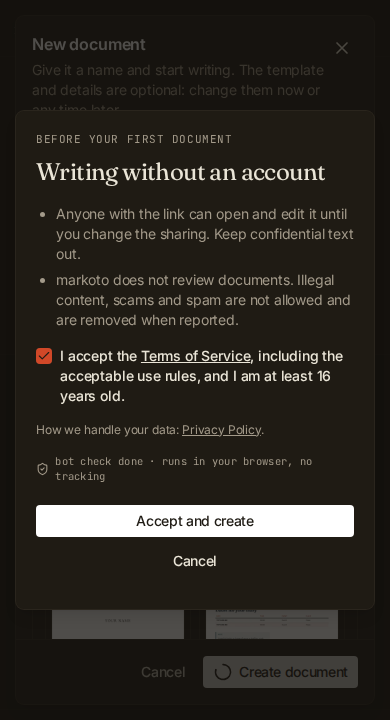 New document
Give it a name and start writing. The template
and details are optional: change them now or
any time later.
BEFORE YOUR FIRST DOCUMENT
Writing without an account
• Anyone with the link can open and edit it until
you change the sharing. Keep confidential text
out.
• markoto does not review documents. Illegal
content, scams and spam are not allowed and
are removed when reported.
I accept the Terms of Service, including the
acceptable use rules, and I am at least 16
years old.
How we handle your data: Privacy Policy.
bot check done · runs in your browser, no
tracking
Accept and create
Cancel
Cancel
Create document